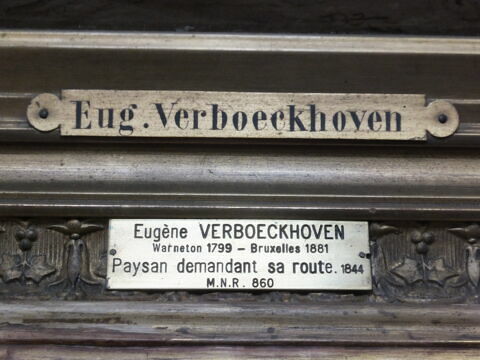 Eug. Verboeckhoven
Eugène VERBOECKHOVEN
Warneton 1799 - Bruxelles 1881
Paysan demandant sa route. 1844
M.N.R. 860